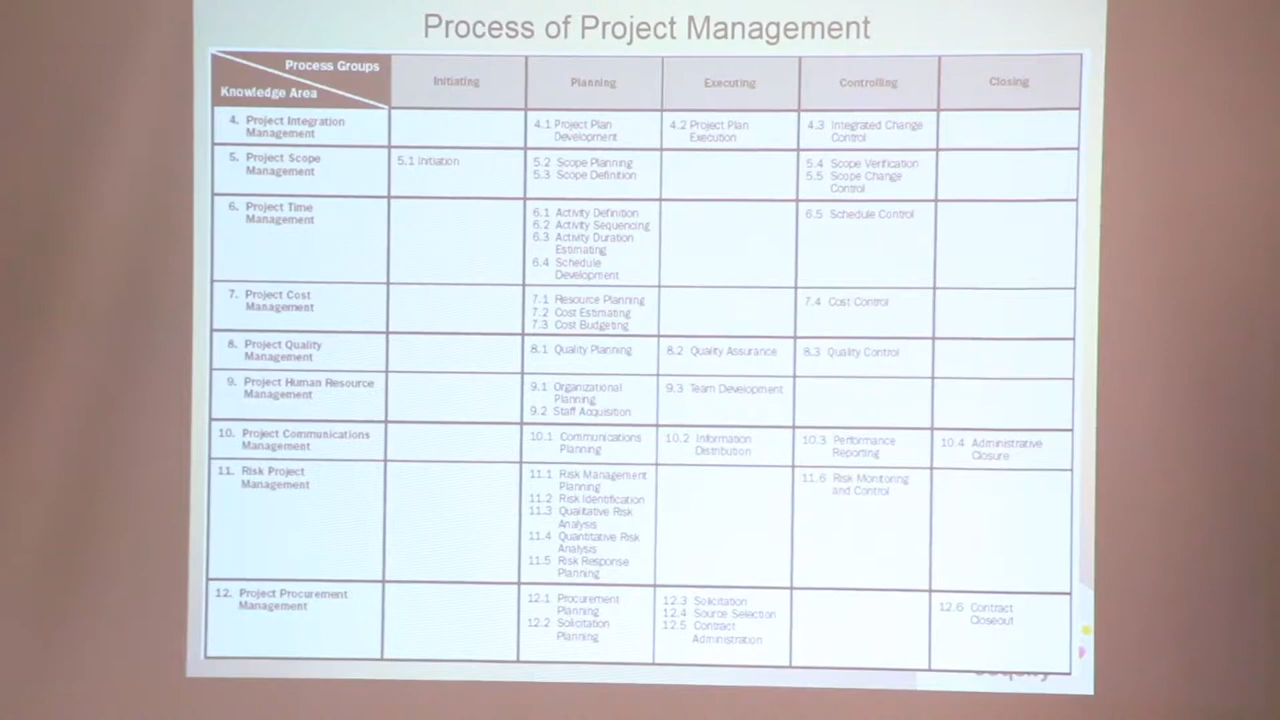 Process of Project Management
Process Groups
Knowledge Area
Initiating
Planning
Executing
Controlling
Closing
4. Project Integration
Management
4.1 Project Plan
Development
4.2 Project Plan
Execution
4.3 Integrated Change
Control
5. Project Scope
Management
5.1 Initiation
5.2 Scope Planning
5.3 Scope Definition
5.4 Scope Verification
5.5 Scope Change
Control
6. Project Time
Management
6.1 Activity Definition
6.2 Activity Sequencing
6.3 Activity Duration
Estimating
6.4 Schedule
Development
6.5 Schedule Control
7. Project Cost
Management
7.1 Resource Planning
7.2 Cost Estimating
7.3 Cost Budgeting
7.4 Cost Control
8. Project Quality
Management
8.1 Quality Planning
8.2 Quality Assurance
8.3 Quality Control
9. Project Human Resource
Management
9.1 Organizational
Planning
9.2 Staff Acquisition
9.3 Team Development
10. Project Communications
Management
10.1 Communications
Planning
10.2 Information
Distribution
10.3 Performance
Reporting
10.4 Administrative
Closure
11. Risk Project
Management
11.1 Risk Management
Planning
11.2 Risk Identification
11.3 Qualitative Risk
Analysis
11.4 Quantitative Risk
Analysis
11.5 Risk Response
Planning
11.6 Risk Monitoring
and Control
12. Project Procurement
Management
12.1 Procurement
Planning
12.2 Solicitation
Planning
12.3 Solicitation
12.4 Source Selection
12.5 Contract
Administration
12.6 Contract
Closeout